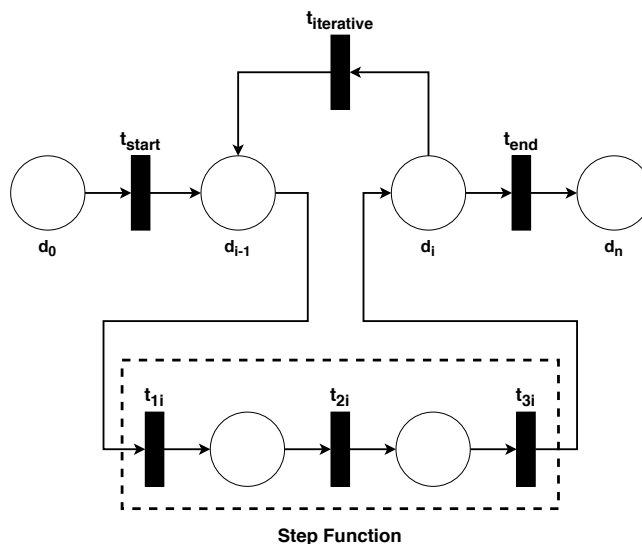 t_iterative
t_start
t_end
d_0
d_i-1
d_i
d_n
t_1i
t_2i
t_3i
Step Function